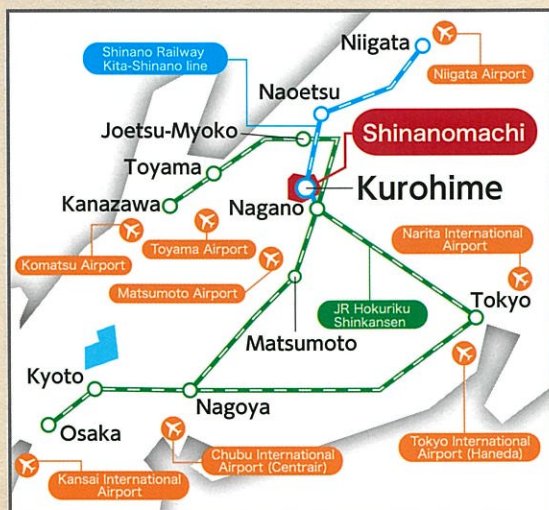 Shinano Railway
Kita-Shinano line
Niigata
Niigata Airport
Naoetsu
Joetsu-Myoko
Shinanomachi
Toyama
Kurohime
Kanazawa
Nagano
Narita International
Airport
Komatsu Airport
Toyama Airport
Matsumoto Airport
JR Hokuriku
Shinkansen
Tokyo
Matsumoto
Kyoto
Nagoya
Osaka
Chubu International
Airport (Centrair)
Tokyo International
Airport (Haneda)
Kansai International
Airport